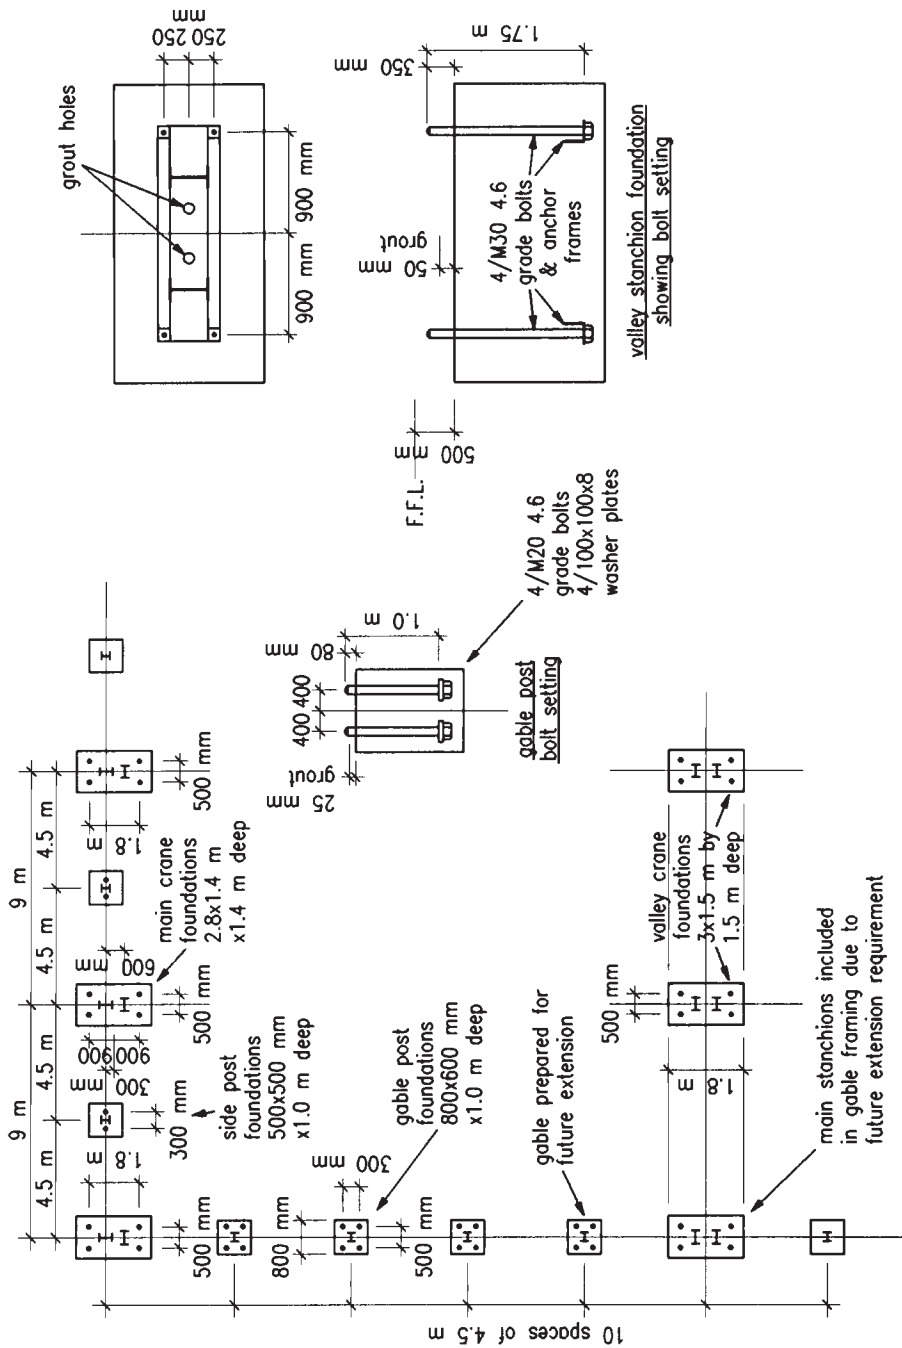 250 250
mm
grout holes
900 mm
900 mm
350
mm
1.75 m
50 mm
grout
4/M30 4.6
grade bolts
& anchor
frames
500 mm
F.F.L.
valley stanchion foundation
showing bolt setting
9 m
9 m
4.5 m
4.5 m
4.5 m
4.5 m
1.8
m
300
mm
900 900
600
mm
1.8
m
500 mm
300 mm
500 mm
500 mm
side post
foundations
500x500 mm
x1.0 m deep
main crane
foundations
2.8x1.4 m
x1.4 m deep
25 mm
grout
400 400
80
mm
1.0 m
4/M20 4.6
grade bolts
4/100x100x8
washer plates
gable post
bolt setting
800 mm
300
mm
500 mm
gable post
foundations
800x600 mm
x1.0 m deep
gable prepared for
future extension
10 spaces of 4.5 m
1.8
m
500 mm
valley crane
foundations
3x1.5 m by
1.5 m deep
main stanchions included
in gable framing due to
future extension requirement